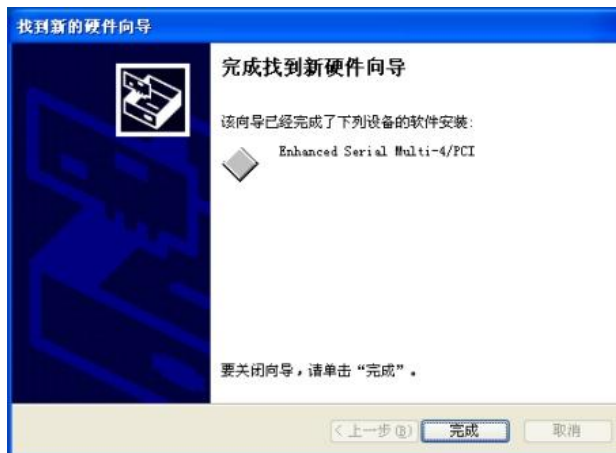 找到新的硬件向导
完成找到新硬件向导
该向导已经完成了下列设备的软件安装:
Enhanced Serial Multi-4/PCI
要关闭向导，请单击“完成”。
<上一步(B)
完成
取消